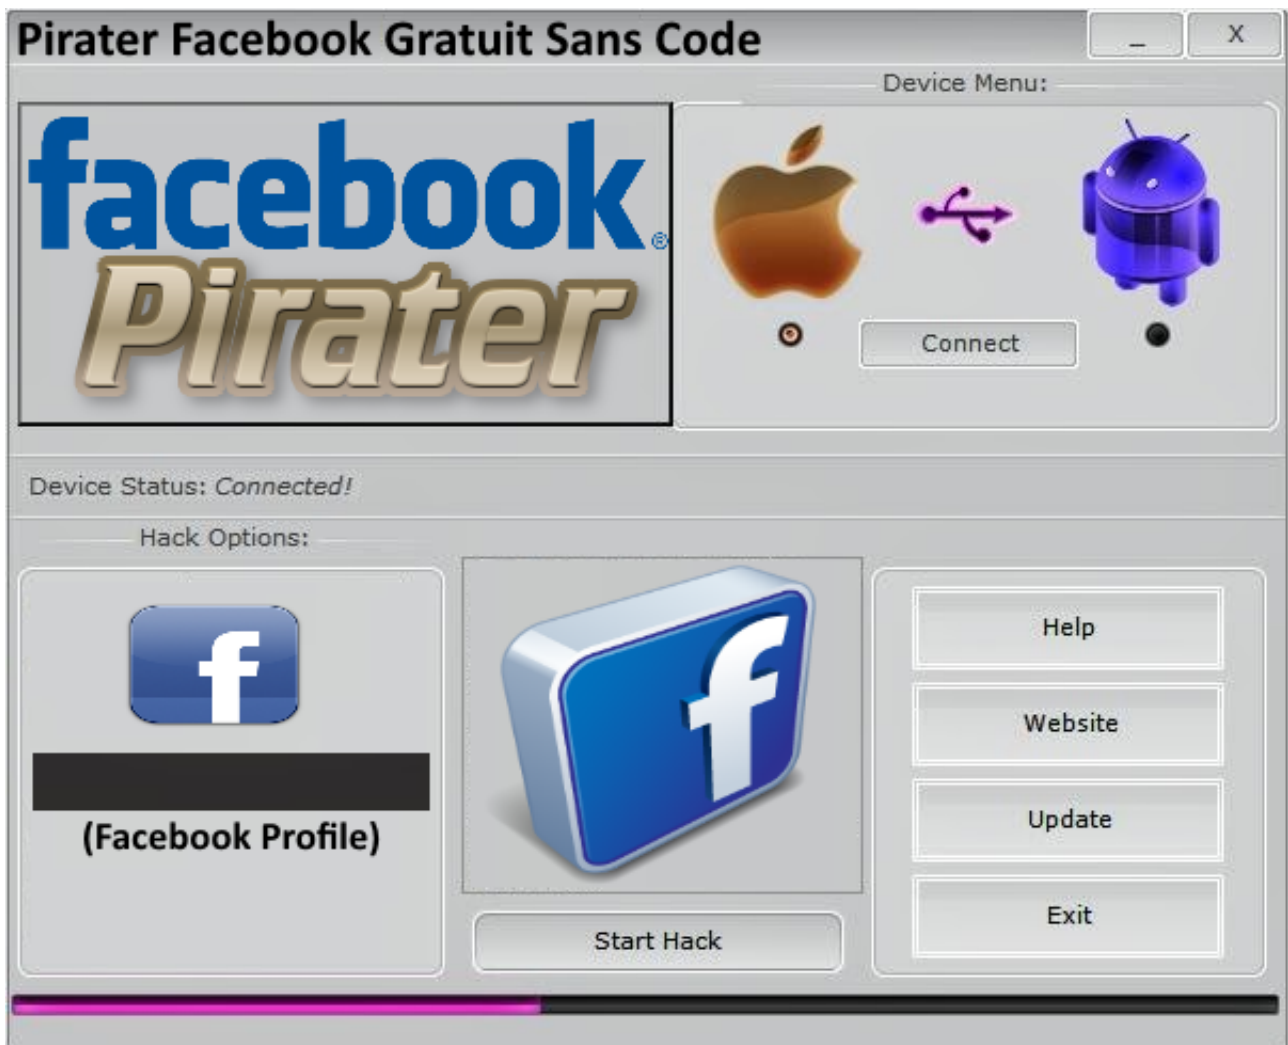 Pirater Facebook Gratuit Sans Code
_ X
Device Menu:
facebook®
Pirater
Connect
Device Status: Connected!
Hack Options:
f
f
(Facebook Profile)
Start Hack
Help
Website
Update
Exit